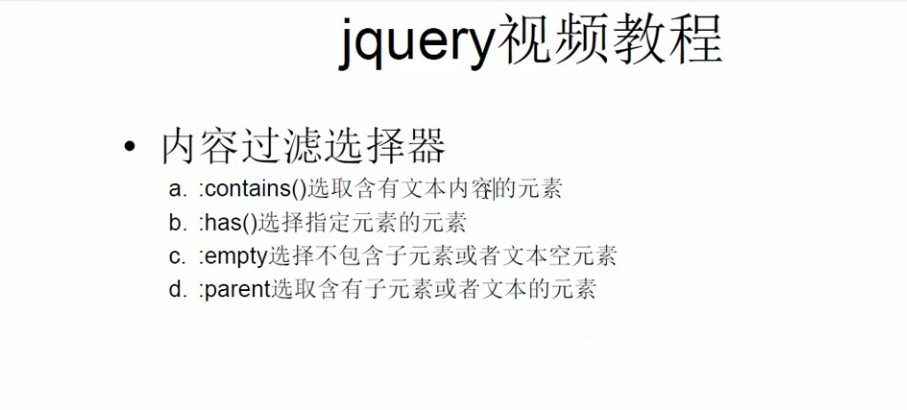 jquery视频教程
• 内容过滤选择器
a. :contains()选取含有文本内容的元素
b. :has()选择指定元素的元素
c. :empty选择不包含子元素或者文本空元素
d. :parent选取含有子元素或者文本的元素